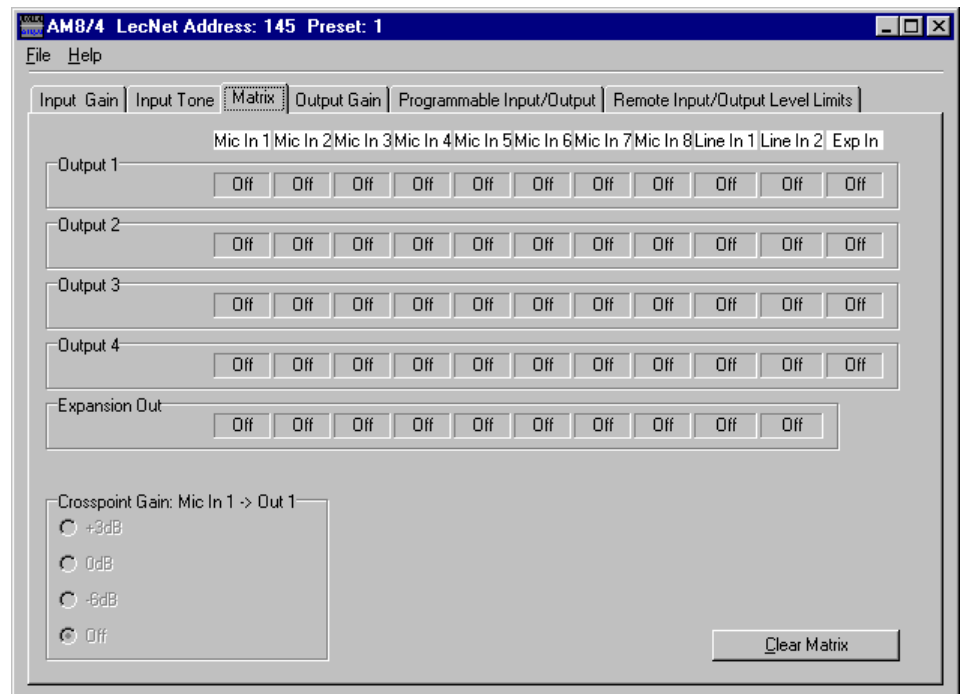 AM8/4 LecNet Address: 145 Preset: 1
File Help
Input Gain Input Tone Matrix Output Gain Programmable Input/Output Remote Input/Output Level Limits
Mic In 1 Mic In 2 Mic In 3 Mic In 4 Mic In 5 Mic In 6 Mic In 7 Mic In 8 Line In 1 Line In 2 Exp In
Output 1
Off Off Off Off Off Off Off Off Off Off Off
Output 2
Off Off Off Off Off Off Off Off Off Off Off
Output 3
Off Off Off Off Off Off Off Off Off Off Off
Output 4
Off Off Off Off Off Off Off Off Off Off Off
Expansion Out
Off Off Off Off Off Off Off Off Off Off
Crosspoint Gain: Mic In 1 -> Out 1
+3dB
0dB
-6dB
Off
Clear Matrix